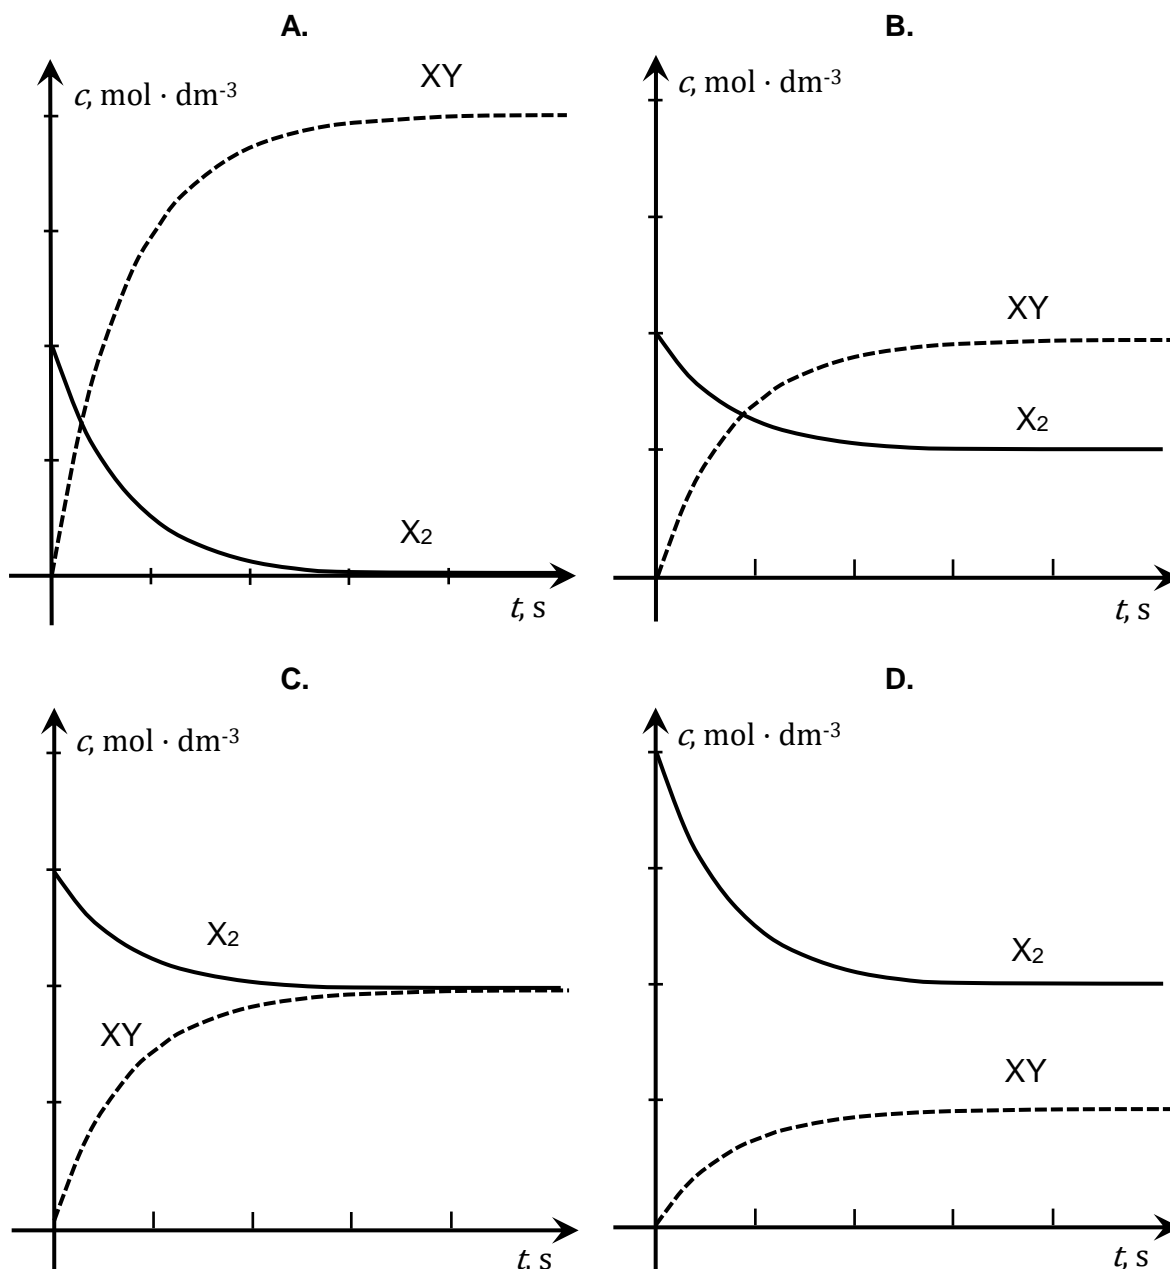 A.
c, mol · dm-3
XY
X2
t, s
B.
c, mol · dm-3
XY
X2
t, s
C.
c, mol · dm-3
X2
XY
t, s
D.
c, mol · dm-3
X2
XY
t, s